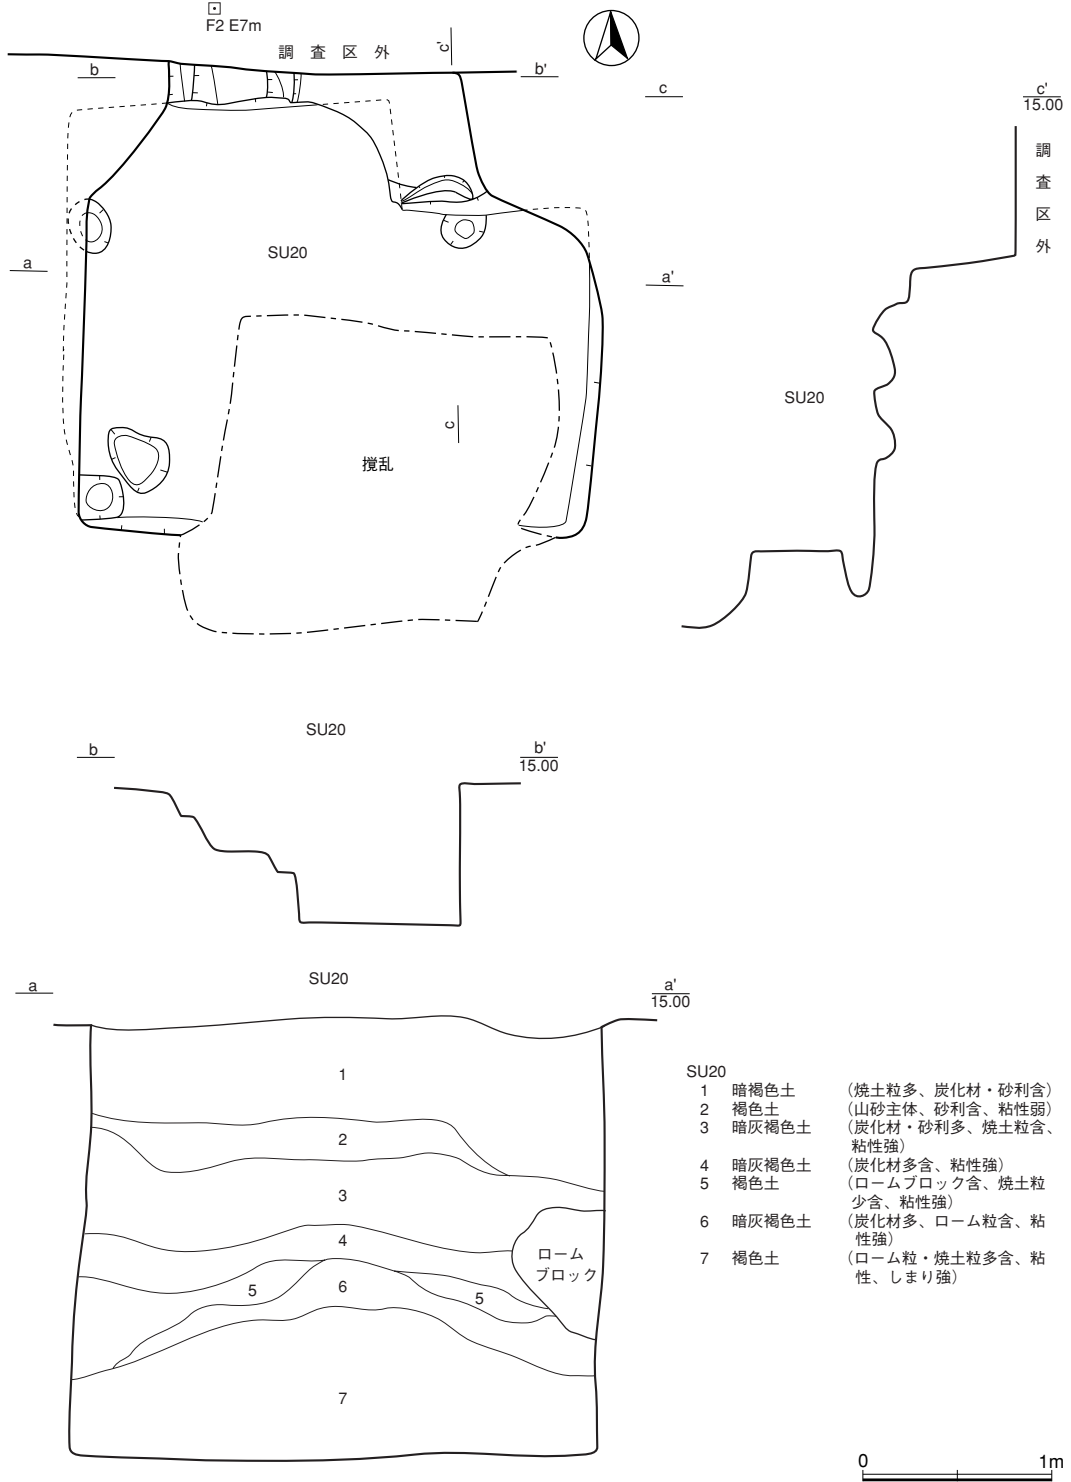 F2 E7m
調査区外
c'
b
b'
c
c'
15.00
調査区外
SU20
a
a'
c
撹乱
SU20
SU20
b
b'
15.00
SU20
a
a'
15.00
1
2
3
4
5
6
5
7
ローム
ブロック
SU20
1 暗褐色土 （焼土粒多、炭化材・砂利含）
2 褐色土 （山砂主体、砂利含、粘性弱）
3 暗灰褐色土 （炭化材・砂利多、焼土粒含、
粘性強）
4 暗灰褐色土 （炭化材多含、粘性強）
5 褐色土 （ロームブロック含、焼土粒
少含、粘性強）
6 暗灰褐色土 （炭化材多、ローム粒含、粘
性強）
7 褐色土 （ローム粒・焼土粒多含、粘
性、しまり強）
0 1m